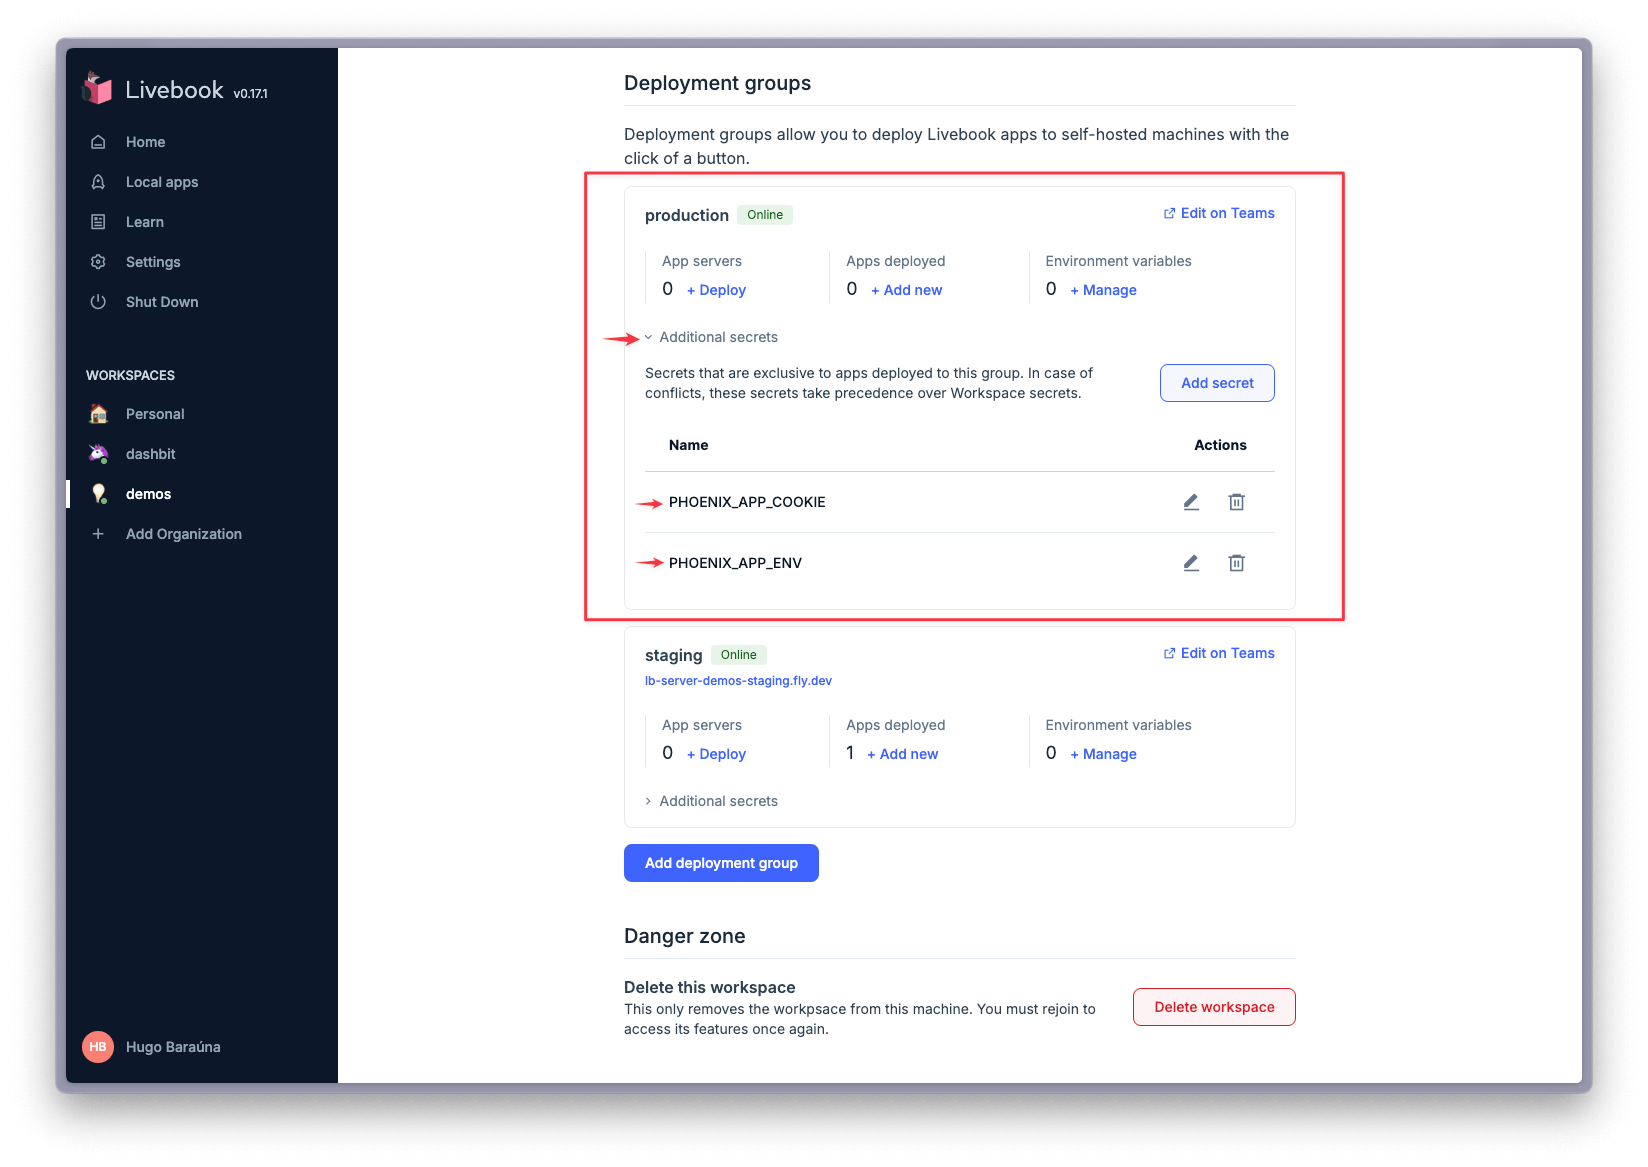 Livebook v0.17.1
Home
Local apps
Learn
Settings
Shut Down
WORKSPACES
Personal
dashbit
demos
Add Organization
HB Hugo Baraúna
Deployment groups
Deployment groups allow you to deploy Livebook apps to self-hosted machines with the
click of a button.
production Online Edit on Teams
App servers Apps deployed Environment variables
0 + Deploy 0 + Add new 0 + Manage
Additional secrets
Secrets that are exclusive to apps deployed to this group. In case of
conflicts, these secrets take precedence over Workspace secrets.
Add secret
Name Actions
PHOENIX_APP_COOKIE
PHOENIX_APP_ENV
staging Online Edit on Teams
lb-server-demos-staging.fly.dev
App servers Apps deployed Environment variables
0 + Deploy 1 + Add new 0 + Manage
Additional secrets
Add deployment group
Danger zone
Delete this workspace
This only removes the workpsace from this machine. You must rejoin to
access its features once again.
Delete workspace